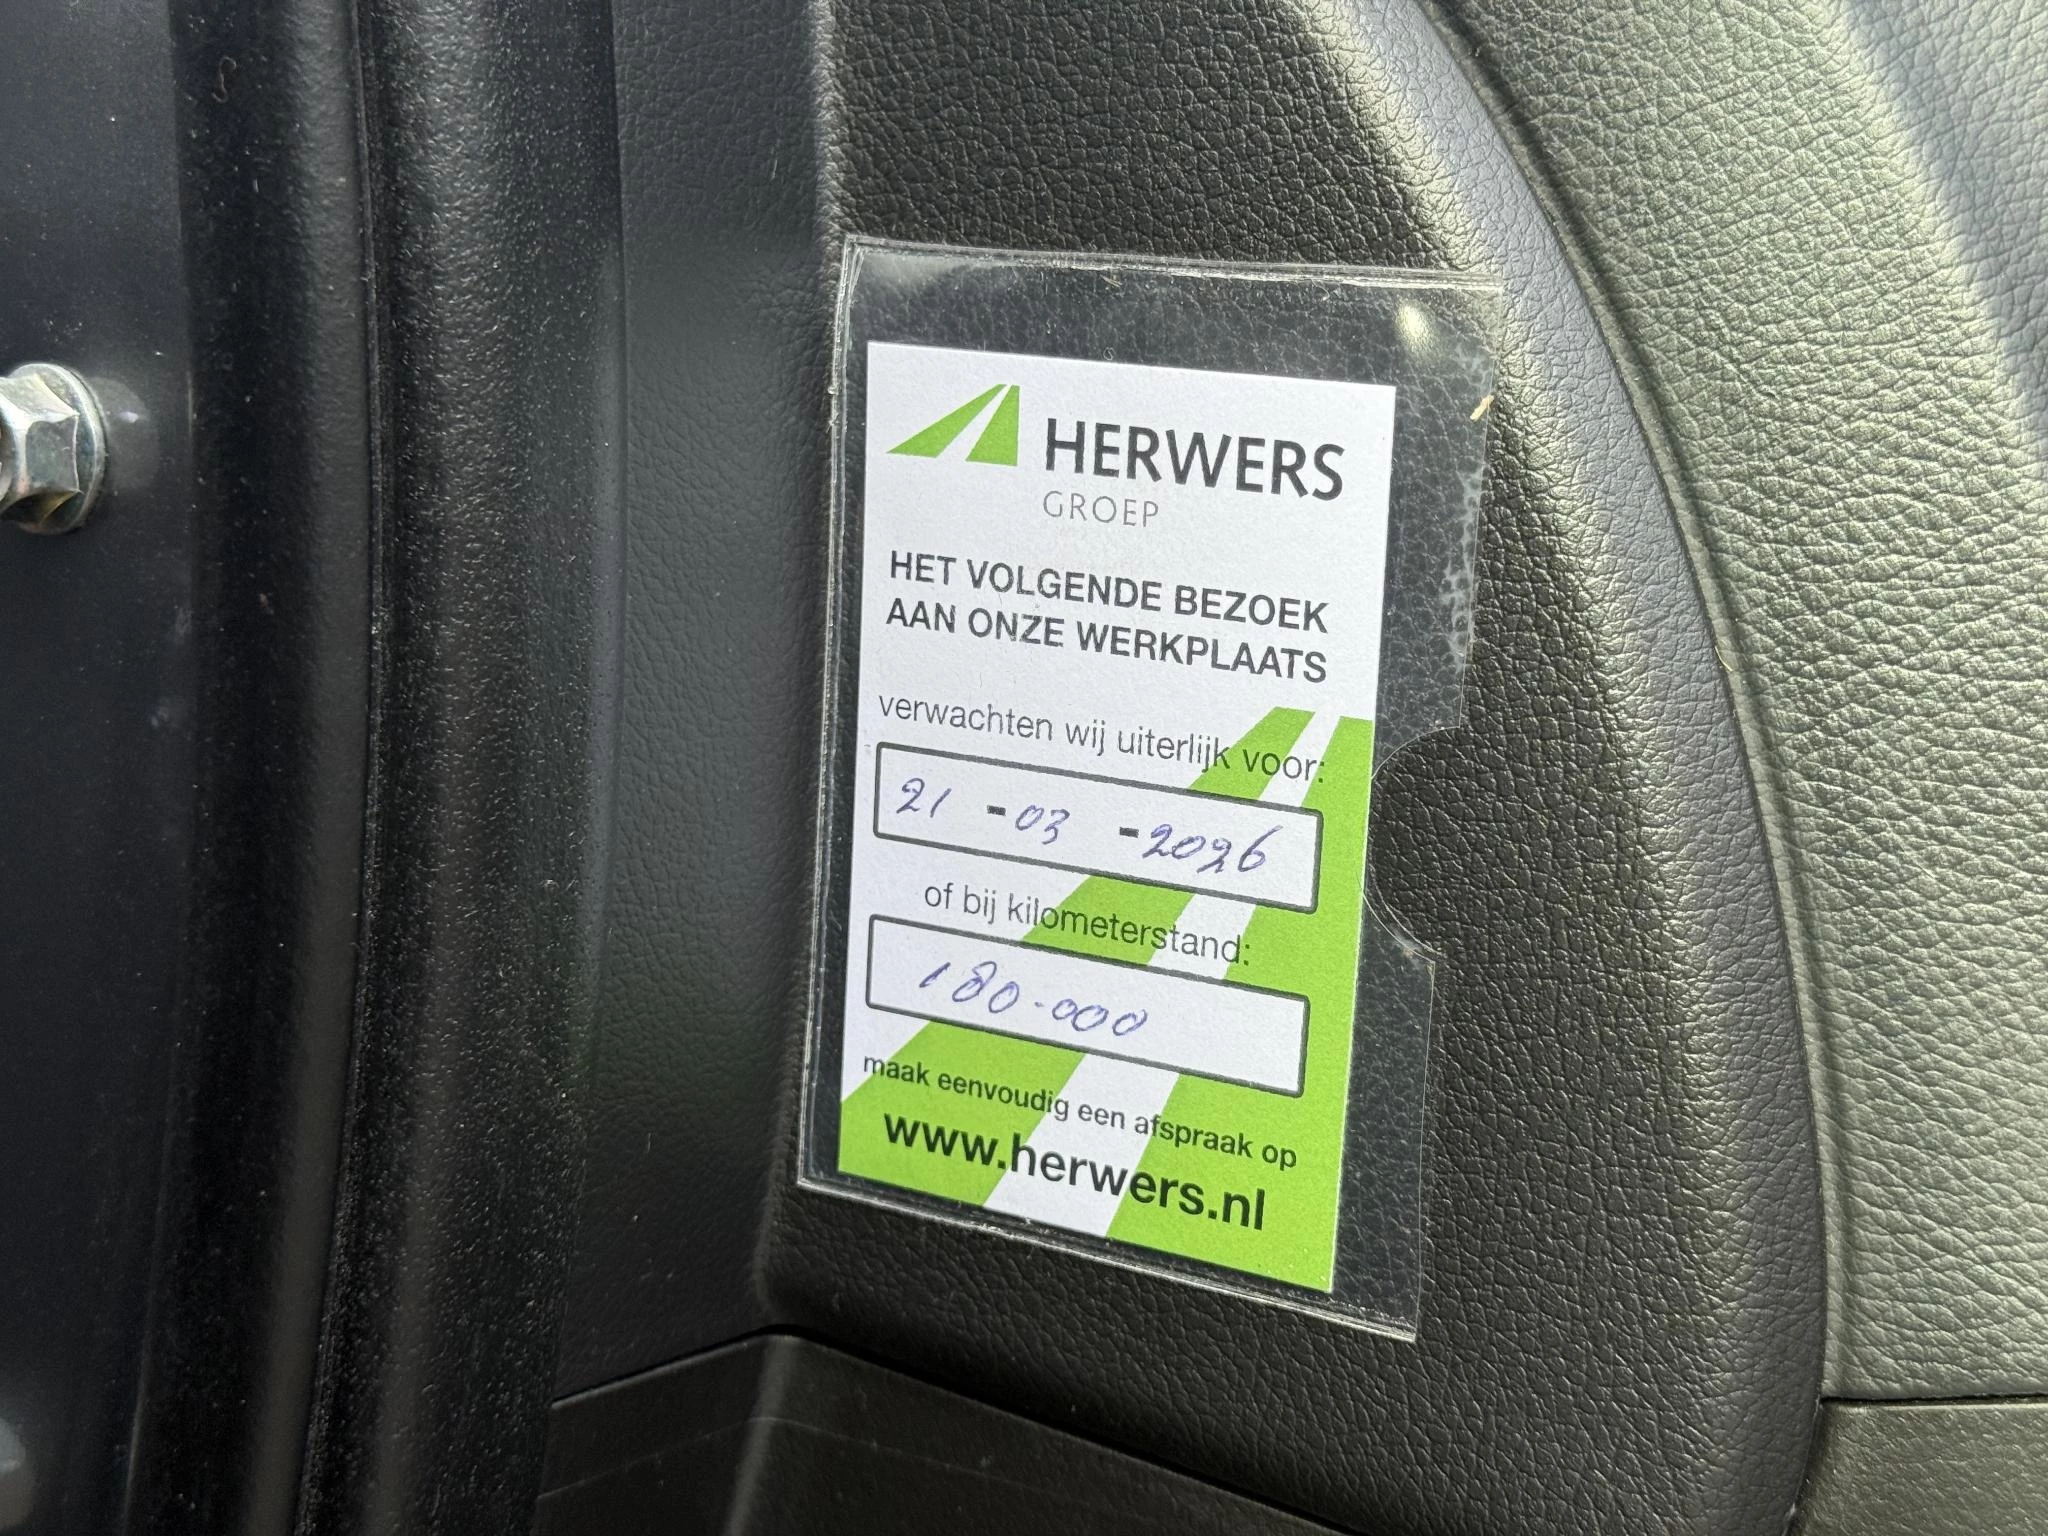 HERWERS
GROEP
HET VOLGENDE BEZOEK
AAN ONZE WERKPLAATS
verwachten wij uiterlijk voor:
21 - 03 - 2026
of bij kilometerstand:
180.000
maak eenvoudig een afspraak op
www.herwers.nl